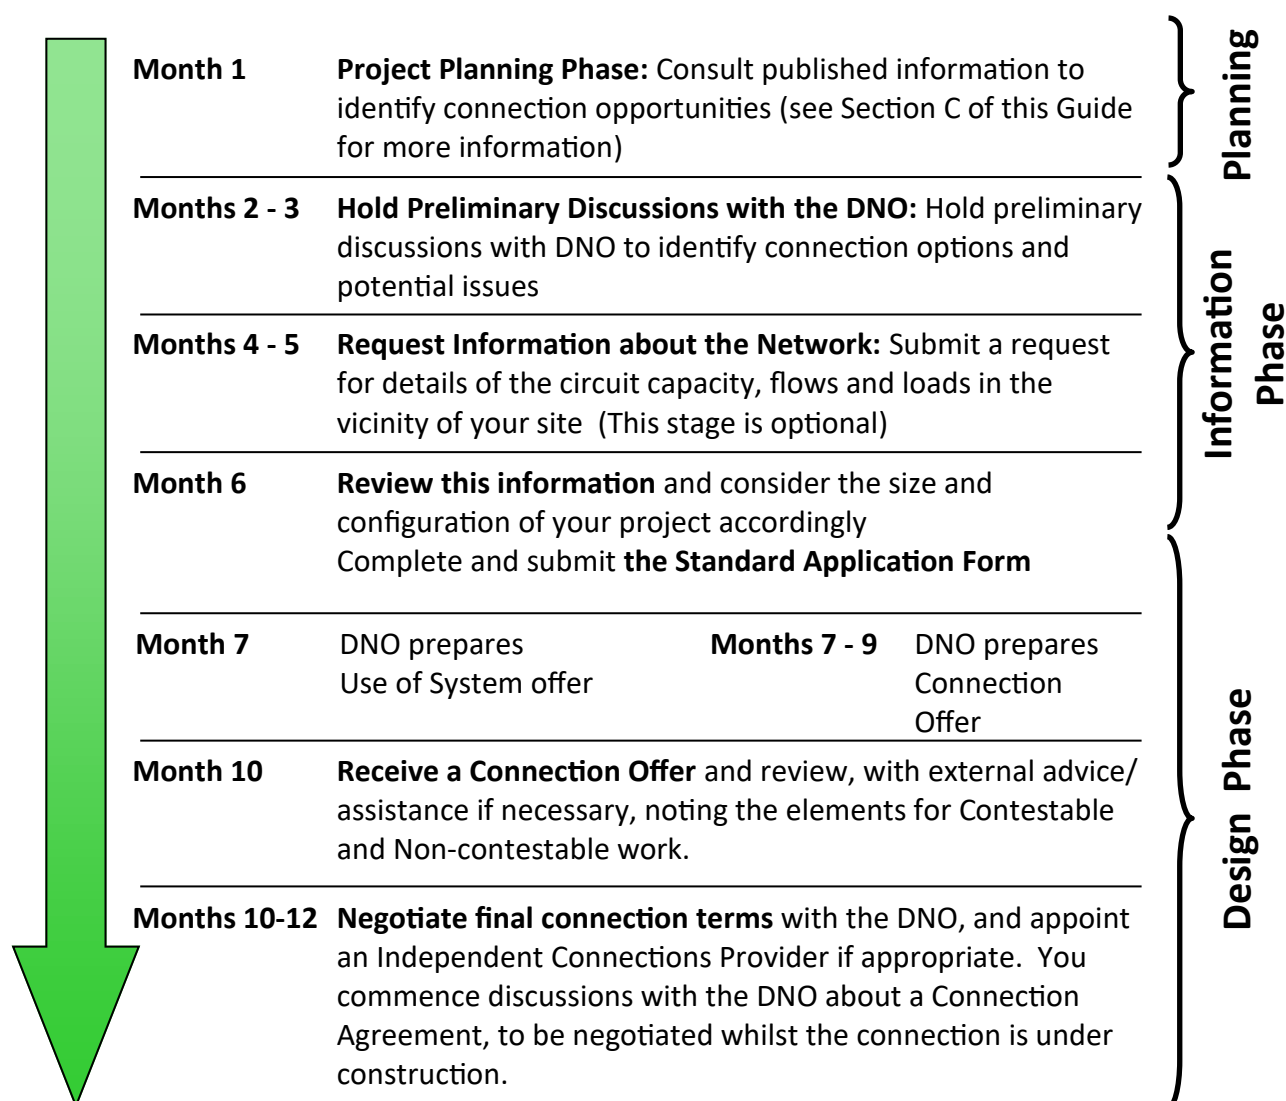 Month 1
Project Planning Phase: Consult published information to
identify connection opportunities (see Section C of this Guide
for more information)
Planning
Months 2 - 3
Hold Preliminary Discussions with the DNO: Hold preliminary
discussions with DNO to identify connection options and
potential issues
Months 4 - 5
Request Information about the Network: Submit a request
for details of the circuit capacity, flows and loads in the
vicinity of your site  (This stage is optional)
Information
Phase
Month 6
Review this information and consider the size and
configuration of your project accordingly
Complete and submit the Standard Application Form
Month 7
DNO prepares
Use of System offer
Months 7 - 9
DNO prepares
Connection
Offer
Month 10
Receive a Connection Offer and review, with external advice/
assistance if necessary, noting the elements for Contestable
and Non-contestable work.
Design  Phase
Months 10-12
Negotiate final connection terms with the DNO, and appoint
an Independent Connections Provider if appropriate.  You
commence discussions with the DNO about a Connection
Agreement, to be negotiated whilst the connection is under
construction.